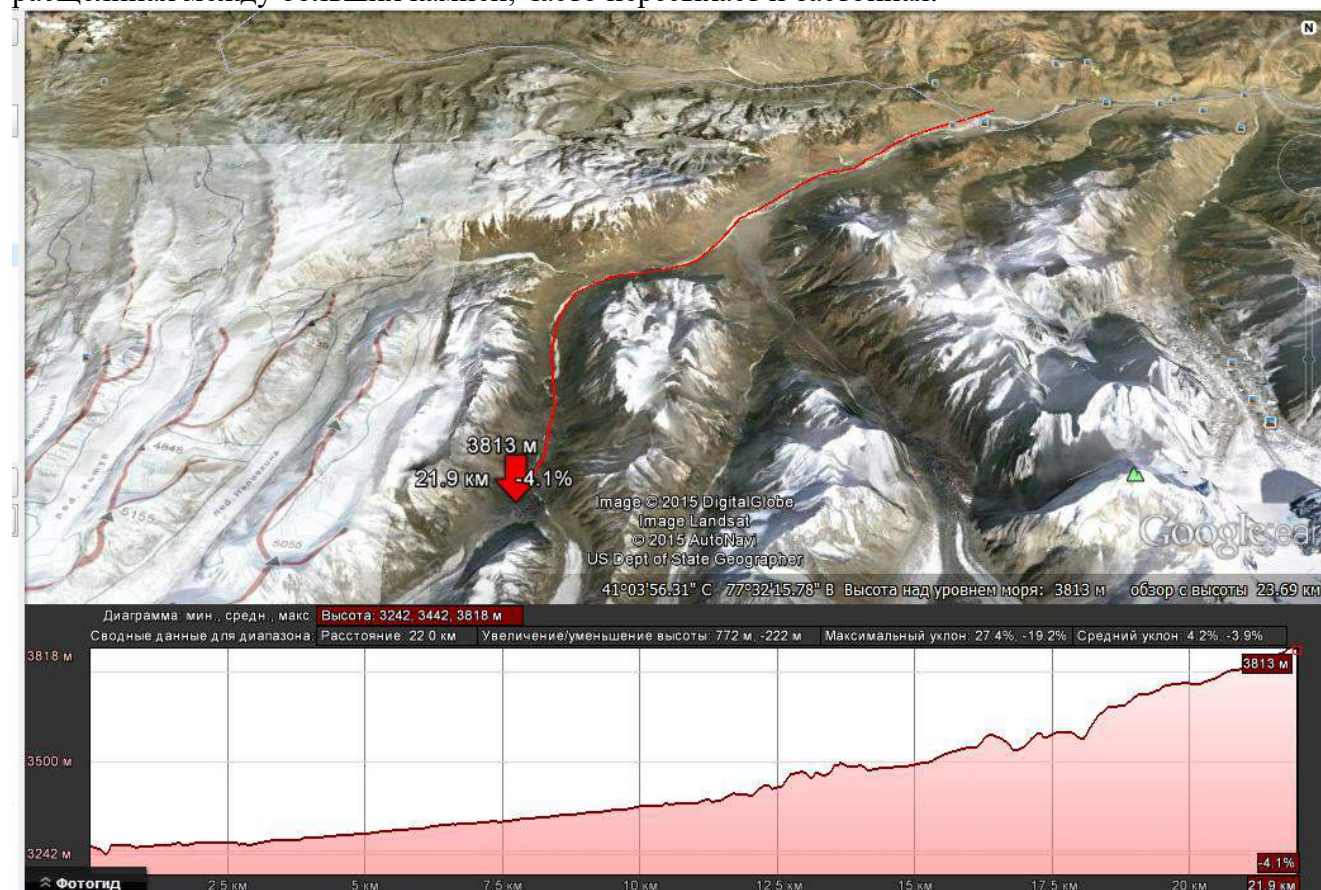 N
4845
5155
5055
3813 м
21.9 км -4.1%
Image © 2015 DigitalGlobe
Image Landsat
© 2015 AutoNavi
US Dept of State Geographer
Google ear
41°03'56.31" С 77°32'15.78" В Высота над уровнем моря: 3813 м обзор с высоты 23.69 км
Диаграмма: мин., средн., макс. Высота: 3242, 3442, 3818 м
Сводные данные для диапазона: Расстояние: 22.0 км Увеличение/уменьшение высоты: 772 м, -222 м Максимальный уклон: 27.4%, -19.2% Средний уклон: 4.2%, -3.9%
3818 м
3813 м
3500 м
3242 м
-4.1%
Фотогид 2.5 км 5 км 7.5 км 10 км 12.5 км 15 км 17.5 км 20 км 21.9 км